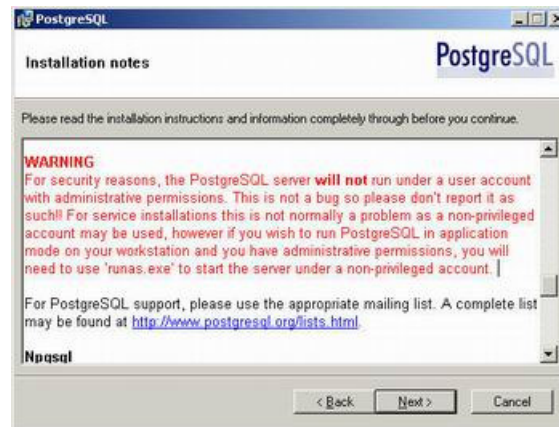 PostgreSQL
Installation notes
PostgreSQL
Please read the installation instructions and information completely through before you continue.
WARNING
For security reasons, the PostgreSQL server will not run under a user account
with administrative permissions. This is not a bug so please don't report it as
such!! For service installations this is not normally a problem as a non-privileged
account may be used, however if you wish to run PostgreSQL in application
mode on your workstation and you have administrative permissions, you will
need to use 'runas.exe' to start the server under a non-privileged account.
For PostgreSQL support, please use the appropriate mailing list. A complete list
may be found at http://www.postgresql.org/lists.html.
Npgsql
< Back
Next >
Cancel